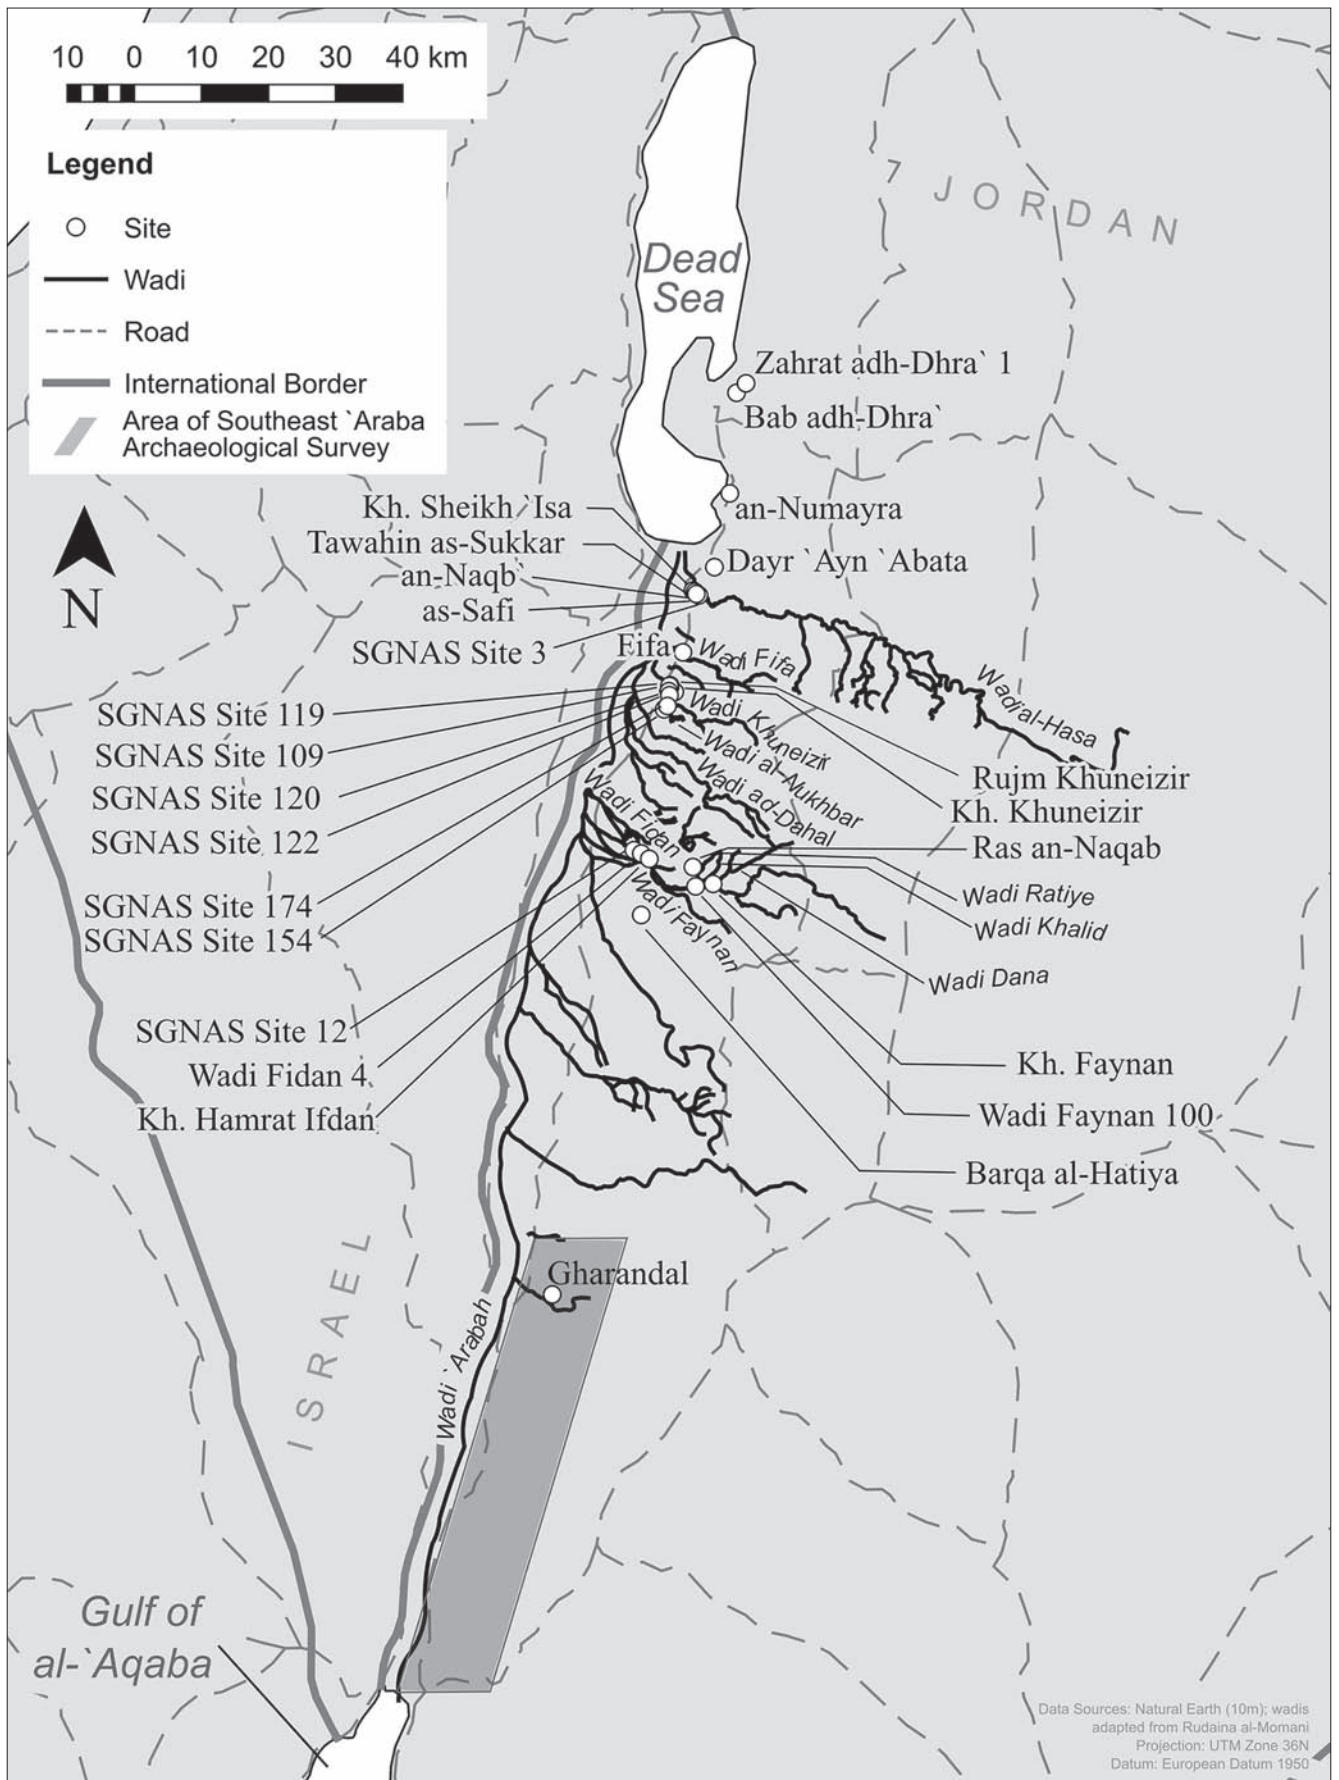 10 0 10 20 30 40 km
Legend
Site
Wadi
Road
International Border
Area of Southeast `Araba
Archaeological Survey
N
JORDAN
Dead
Sea
Zahrat adh-Dhra` 1
Bab adh-Dhra`
an-Numayra
Kh. Sheikh `Isa
Tawahin as-Sukkar
an-Naqb`
as-Safi
SGNAS Site 3
Dayr `Ayn `Abata
Fifa
Wadi Fifa
Wadi al-Hasa
SGNAS Site 119
SGNAS Site 109
SGNAS Site 120
SGNAS Site 122
SGNAS Site 174
SGNAS Site 154
Wadi Khuneizir
Wadi al-Nukhbar
Wadi ad-Dahal
Wadi Fidan
Wadi Faynan
Rujm Khuneizir
Kh. Khuneizir
Ras an-Naqab
Wadi Ratiye
Wadi Khalid
Wadi Dana
SGNAS Site 12
Wadi Fidan 4
Kh. Hamrat Ifdan
Kh. Faynan
Wadi Faynan 100
Barqa al-Hatiya
Gharandal
ISRAEL
Wadi `Arabah
Gulf of
al-`Aqaba
Data Sources: Natural Earth (10m); wadis
adapted from Rudaina al-Momani
Projection: UTM Zone 36N
Datum: European Datum 1950